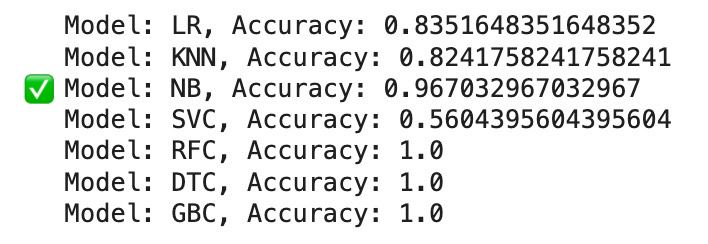 Model: LR, Accuracy: 0.8351648351648352
Model: KNN, Accuracy: 0.8241758241758241
✅ Model: NB, Accuracy: 0.967032967032967
Model: SVC, Accuracy: 0.5604395604395604
Model: RFC, Accuracy: 1.0
Model: DTC, Accuracy: 1.0
Model: GBC, Accuracy: 1.0